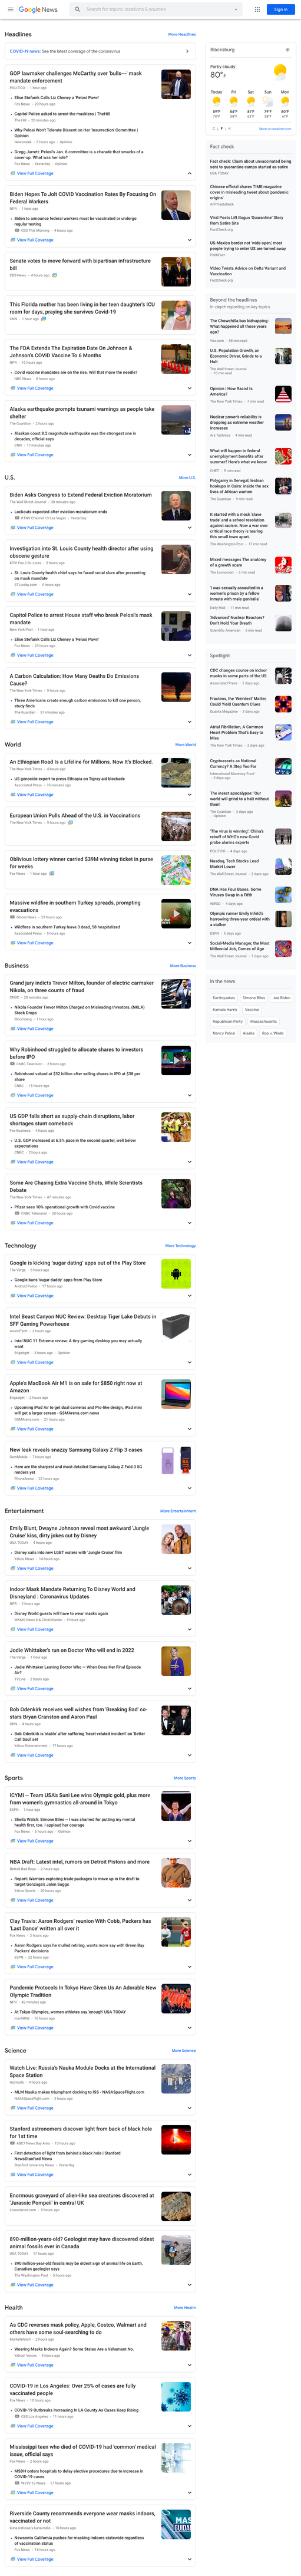 Google News
Search for topics, locations & sources
Sign in
Headlines
More Headlines
COVID-19 news: See the latest coverage of the coronavirus
GOP lawmaker challenges McCarthy over 'bulls---' mask
mandate enforcement
POLITICO · 1 hour ago
Elise Stefanik Calls Liz Cheney a 'Pelosi Pawn'
Fox News · 23 hours ago
Capitol Police asked to arrest the maskless | TheHill
The Hill · 20 minutes ago
Why Pelosi Won't Tolerate Dissent on Her 'Insurrection' Committee |
Opinion
Newsweek · 5 hours ago · Opinion
Gregg Jarrett: Pelosi's Jan. 6 committee is a charade that smacks of a
cover-up. What was her role?
Fox News · Yesterday · Opinion
View Full Coverage
Biden Hopes To Jolt COVID Vaccination Rates By Focusing On
Federal Workers
NPR · 1 hour ago
Biden to announce federal workers must be vaccinated or undergo
regular testing
CBS This Morning · 4 hours ago
View Full Coverage
Senate votes to move forward with bipartisan infrastructure
bill
CBS News · 4 hours ago
This Florida mother has been living in her teen daughter's ICU
room for days, praying she survives Covid-19
CNN · 1 hour ago
The FDA Extends The Expiration Date On Johnson &
Johnson's COVID Vaccine To 6 Months
NPR · 16 hours ago
Covid vaccine mandates are on the rise. Will that move the needle?
NBC News · 8 hours ago
View Full Coverage
Alaska earthquake prompts tsunami warnings as people take
shelter
The Guardian · 2 hours ago
Alaskan coast 8.2 magnitude earthquake was the strongest one in
decades, official says
CNN · 11 minutes ago
View Full Coverage
U.S.
More U.S.
Biden Asks Congress to Extend Federal Eviction Moratorium
The Wall Street Journal · 30 minutes ago
Lockouts expected after eviction moratorium ends
KTNV Channel 13 Las Vegas · Yesterday
View Full Coverage
Investigation into St. Louis County health director after using
obscene gesture
KTVI Fox 2 St. Louis · 3 hours ago
St. Louis County health chief says he faced racial slurs after presenting
on mask mandate
STLtoday.com · 6 hours ago
View Full Coverage
Capitol Police to arrest House staff who break Pelosi's mask
mandate
New York Post · 1 hour ago
Elise Stefanik Calls Liz Cheney a 'Pelosi Pawn'
Fox News · 23 hours ago
View Full Coverage
A Carbon Calculation: How Many Deaths Do Emissions
Cause?
The New York Times · 5 hours ago
Three Americans create enough carbon emissions to kill one person,
study finds
The Guardian · 51 minutes ago
View Full Coverage
World
More World
An Ethiopian Road Is a Lifeline for Millions. Now It's Blocked.
The New York Times · 4 hours ago
US genocide expert to press Ethiopia on Tigray aid blockade
Associated Press · 35 minutes ago
View Full Coverage
European Union Pulls Ahead of the U.S. in Vaccinations
The New York Times · 5 hours ago
Oblivious lottery winner carried $39M winning ticket in purse
for weeks
Fox News · 1 hour ago
Massive wildfire in southern Turkey spreads, prompting
evacuations
Global News · 23 hours ago
Wildfires in southern Turkey leave 3 dead, 58 hospitalized
Associated Press · 5 hours ago
View Full Coverage
Business
More Business
Grand jury indicts Trevor Milton, founder of electric carmaker
Nikola, on three counts of fraud
CNBC · 28 minutes ago
Nikola Founder Trevor Milton Charged on Misleading Investors, (NKLA)
Stock Drops
Bloomberg · 1 hour ago
View Full Coverage
Why Robinhood struggled to allocate shares to investors
before IPO
CNBC Television · 2 hours ago
Robinhood valued at $32 billion after selling shares in IPO at $38 per
share
CNBC · 15 hours ago
View Full Coverage
US GDP falls short as supply-chain disruptions, labor
shortages stunt comeback
Fox Business · 4 hours ago
U.S. GDP increased at 6.5% pace in the second quarter, well below
expectations
CNBC · 3 hours ago
View Full Coverage
Some Are Chasing Extra Vaccine Shots, While Scientists
Debate
The New York Times · 47 minutes ago
Pfizer sees 10% operational growth with Covid vaccine
CNBC Television · 20 hours ago
View Full Coverage
Technology
More Technology
Google is kicking 'sugar dating' apps out of the Play Store
The Verge · 6 hours ago
Google bans 'sugar daddy' apps from Play Store
Android Police · 17 hours ago
View Full Coverage
Intel Beast Canyon NUC Review: Desktop Tiger Lake Debuts in
SFF Gaming Powerhouse
AnandTech · 2 hours ago
Intel NUC 11 Extreme review: A tiny gaming desktop you may actually
want
Engadget · 3 hours ago · Opinion
View Full Coverage
Apple's MacBook Air M1 is on sale for $850 right now at
Amazon
Engadget · 2 hours ago
Upcoming iPad Air to get dual cameras and Pro-like design, iPad mini
will get a larger screen - GSMArena.com news
GSMArena.com · 21 hours ago
View Full Coverage
New leak reveals snazzy Samsung Galaxy Z Flip 3 cases
SamMobile · 7 hours ago
Here are the sharpest and most detailed Samsung Galaxy Z Fold 3 5G
renders yet
PhoneArena · 22 hours ago
View Full Coverage
Entertainment
More Entertainment
Emily Blunt, Dwayne Johnson reveal most awkward 'Jungle
Cruise' kiss, dirty jokes cut by Disney
USA TODAY · 4 hours ago
Disney sails into new LGBT waters with 'Jungle Cruise' film
Yahoo News · 14 hours ago
View Full Coverage
Indoor Mask Mandate Returning To Disney World and
Disneyland : Coronavirus Updates
NPR · 2 hours ago
Disney World guests will have to wear masks again
WKMG News 6 & ClickOrlando · 5 hours ago
View Full Coverage
Jodie Whittaker's run on Doctor Who will end in 2022
The Verge · 1 hour ago
Jodie Whittaker Leaving Doctor Who — When Does Her Final Episode
Air?
TVLine · 2 hours ago
View Full Coverage
Bob Odenkirk receives well wishes from 'Breaking Bad' co-
stars Bryan Cranston and Aaron Paul
CNN · 4 hours ago
Bob Odenkirk is 'stable' after suffering 'heart related incident' on 'Better
Call Saul' set
Yahoo Entertainment · 17 hours ago
View Full Coverage
Sports
More Sports
ICYMI – Team USA's Suni Lee wins Olympic gold, plus more
from women's gymnastics all-around in Tokyo
ESPN · 1 hour ago
Shelia Walsh: Simone Biles – I was shamed for putting my mental
health first, too. I applaud her courage
Fox News · 6 hours ago · Opinion
View Full Coverage
NBA Draft: Latest intel, rumors on Detroit Pistons and more
Detroit Bad Boys · 2 hours ago
Report: Warriors exploring trade packages to move up in the draft to
target Gonzaga's Jalen Suggs
Yahoo Sports · 20 hours ago
View Full Coverage
Clay Travis: Aaron Rodgers' reunion With Cobb, Packers has
'Last Dance' written all over it
Fox News · 3 hours ago
Aaron Rodgers says he mulled retiring, wants more say with Green Bay
Packers' decisions
ESPN · 22 hours ago
View Full Coverage
Pandemic Protocols In Tokyo Have Given Us An Adorable New
Olympic Tradition
NPR · 45 minutes ago
At Tokyo Olympics, women athletes say 'enough' USA TODAY
ivonNEW · 16 hours ago
View Full Coverage
Science
More Science
Watch Live: Russia's Nauka Module Docks at the International
Space Station
Gizmodo · 4 hours ago
MLM Nauka makes triumphant docking to ISS - NASASpaceFlight.com
NASASpaceflight.com · 3 hours ago
View Full Coverage
Stanford astronomers discover light from back of black hole
for 1st time
ABC7 News Bay Area · 15 hours ago
First detection of light from behind a black hole | Stanford
NewsStanford News
Stanford University News · Yesterday
View Full Coverage
Enormous graveyard of alien-like sea creatures discovered at
'Jurassic Pompeii' in central UK
Livescience.com · 5 hours ago
890-million-years-old? Geologist may have discovered oldest
animal fossils ever in Canada
USA TODAY · 17 hours ago
890 million-year-old fossils may be oldest sign of animal life on Earth,
Canadian geologist says
The Washington Post · 9 hours ago
View Full Coverage
Health
More Health
As CDC reverses mask policy, Apple, Costco, Walmart and
others have some soul-searching to do
MarketWatch · 2 hours ago
Wearing Masks Indoors Again? Some States Are a Vehement No.
Yahoo! Voices · 4 hours ago
View Full Coverage
COVID-19 in Los Angeles: Over 25% of cases are fully
vaccinated people
Fox News · 10 hours ago
COVID-19 Outbreaks Increasing In LA County As Cases Keep Rising
CBS Los Angeles · 11 hours ago
View Full Coverage
Mississippi teen who died of COVID-19 had 'common' medical
issue, official says
Fox News · 3 hours ago
MSDH orders hospitals to delay elective procedures due to increase in
COVID-19 cases
WJTV 12 News · 17 hours ago
View Full Coverage
Riverside County recommends everyone wear masks indoors,
vaccinated or not
kuna noticias y kuna radio · 18 hours ago
Newsom's California pushes for masking indoors statewide regardless
of vaccination status
Fox News · 14 hours ago
View Full Coverage
Blacksburg
Partly cloudy
80°F
Today Fri Sat Sun Mon
C | F | K
More on weather.com
Fact check
Fact check: Claim about unvaccinated being
sent to quarantine camps started as satire
USA TODAY
Chinese official shares TIME magazine
cover in misleading tweet about 'pandemic
origins'
AFP Factcheck
Viral Posts Lift Bogus 'Quarantine' Story
from Satire Site
FactCheck.org
US-Mexico border not 'wide open'; most
people trying to enter US are turned away
PolitiFact
Video Twists Advice on Delta Variant and
Vaccination
FactCheck.org
Beyond the headlines
In-depth reporting on key topics
The Chowchilla bus kidnapping:
What happened all those years
ago?
Vox.com · 58 min read
U.S. Population Growth, an
Economic Driver, Grinds to a
Halt
The Wall Street Journal
· 10 min read
Opinion | How Racist Is
America?
The New York Times · 7 min read
Nuclear power's reliability is
dropping as extreme weather
increases
Ars Technica · 4 min read
What will happen to federal
unemployment benefits after
summer? Here's what we know
CNET · 9 min read
Polygamy in Senegal, lesbian
hookups in Cairo: inside the sex
lives of African women
The Guardian · 9 min read
It started with a mock 'slave
trade' and a school resolution
against racism. Now a war over
critical race theory is tearing
this small town apart.
The Washington Post · 17 min read
Mixed messages The anatomy
of a growth scare
The Economist · 5 min read
'I was sexually assaulted in a
women's prison by a fellow
inmate with male genitalia'
Daily Mail · 11 min read
'Advanced' Nuclear Reactors?
Don't Hold Your Breath
Scientific American · 5 min read
Spotlight
CDC changes course on indoor
masks in some parts of the US
Associated Press · 2 days ago
Fractons, the 'Weirdest' Matter,
Could Yield Quantum Clues
Quanta Magazine · 3 days ago
Atrial Fibrillation, A Common
Heart Problem That's Easy to
Miss
The New York Times · 2 days ago
Cryptoassets as National
Currency? A Step Too Far
International Monetary Fund
· 3 days ago
The insect apocalypse: 'Our
world will grind to a halt without
them'
The Guardian · 5 days ago
· Opinion
'The virus is winning': China's
rebuff of WHO's new Covid
probe alarms experts
POLITICO · 4 days ago
Nasdaq, Tech Stocks Lead
Market Lower
The Wall Street Journal · 2 days ago
DNA Has Four Bases. Some
Viruses Swap in a Fifth
WIRED · 4 days ago
Olympic runner Emily Infeld's
harrowing three-year ordeal with
a stalker
ESPN · 5 days ago
Social-Media Manager, the Most
Millennial Job, Comes of Age
The Wall Street Journal · 3 days ago
In the news
Earthquakes
Simone Biles
Joe Biden
Kamala Harris
Vaccine
Republican Party
Massachusetts
Nancy Pelosi
Alaska
Roe v. Wade